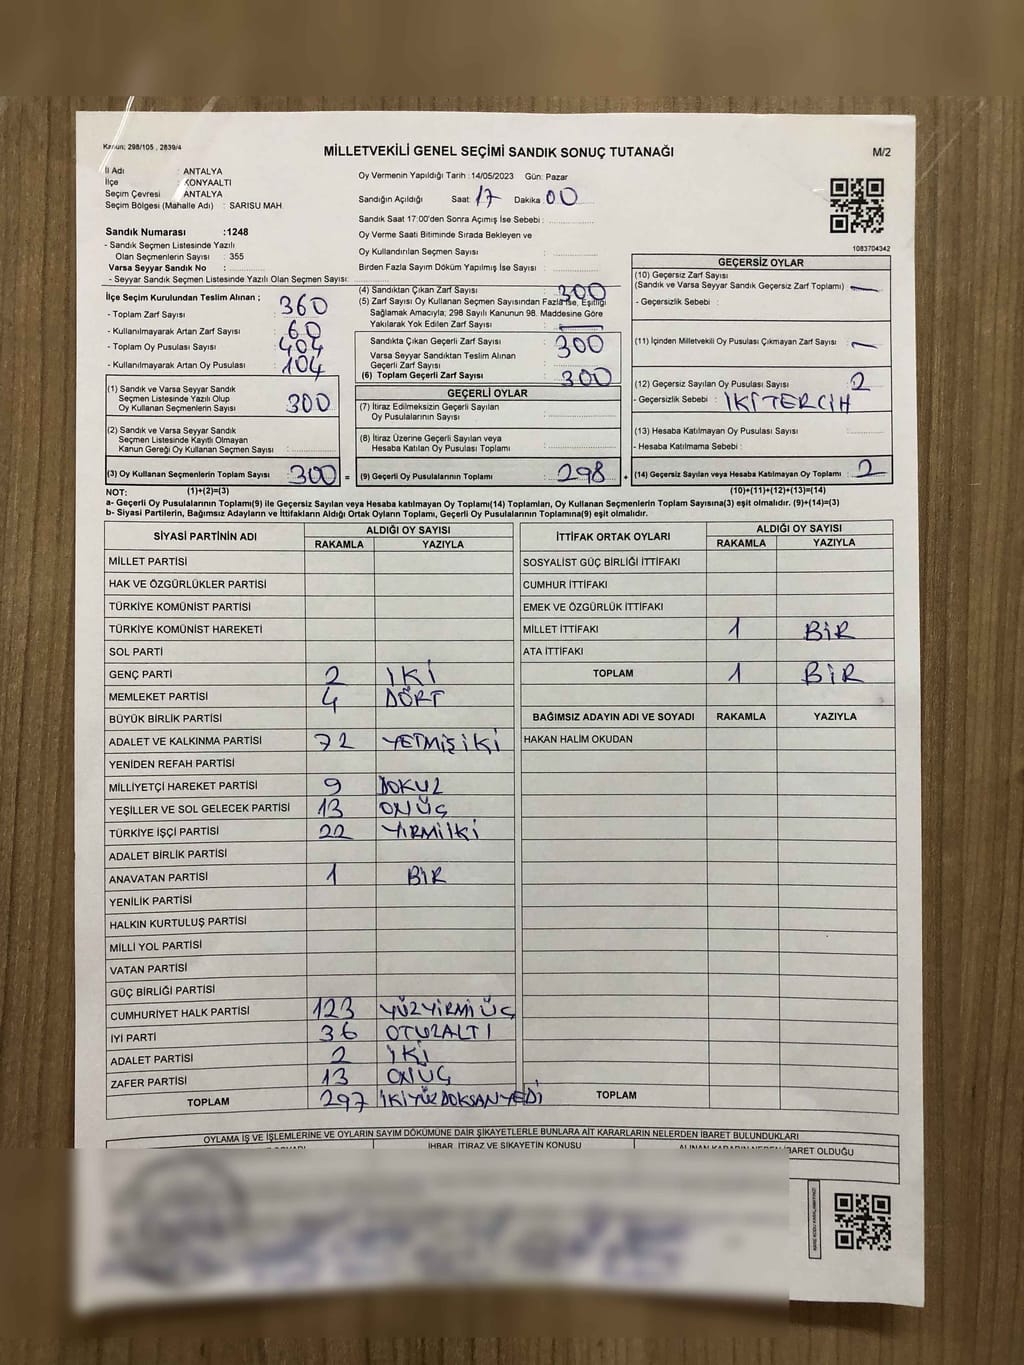 Kanun: 298/105 , 2839/4
MİLLETVEKİLİ GENEL SEÇİMİ SANDIK SONUÇ TUTANAĞI
M/2
İl Adı : ANTALYA
İlçe : KONYAALTI
Seçim Çevresi : ANTALYA
Seçim Bölgesi (Mahalle Adı) : SARISU MAH
Sandık Numarası :1248
- Sandık Seçmen Listesinde Yazılı
Olan Seçmenlerin Sayısı : 355
Varsa Seyyar Sandık No :
- Seyyar Sandık Seçmen Listesinde Yazılı Olan Seçmen Sayısı:
Oy Vermenin Yapıldığı Tarih :14/05/2023 Gün: Pazar
Sandığın Açıldığı Saat: 17 Dakika: 00
Sandık Saat 17:00'den Sonra Açımış İse Sebebi :
Oy Verme Saati Bitiminde Sırada Bekleyen ve
Oy Kullandırılan Seçmen Sayısı :
Birden Fazla Sayım Döküm Yapılmış İse Sayısı :
1083704342
İlçe Seçim Kurulundan Teslim Alınan ;
- Toplam Zarf Sayısı : 360
- Kullanılmayarak Artan Zarf Sayısı : 60
- Toplam Oy Pusulası Sayısı : 404
- Kullanılmayarak Artan Oy Pusulası : 104
(1) Sandık ve Varsa Seyyar Sandık
Seçmen Listesinde Yazılı Olup
Oy Kullanan Seçmenlerin Sayısı : 300
(2) Sandık ve Varsa Seyyar Sandık
Seçmen Listesinde Kayıtlı Olmayan
Kanun Gereği Oy Kullanan Seçmen Sayısı :
(3) Oy Kullanan Seçmenlerin Toplam Sayısı : 300 =
(4) Sandıktan Çıkan Zarf Sayısı : 300
(5) Zarf Sayısı Oy Kullanan Seçmen Sayısından Fazla ise, Eşitliği
Sağlamak Amacıyla; 298 Sayılı Kanunun 98. Maddesine Göre
Yakılarak Yok Edilen Zarf Sayısı : —
Sandıkta Çıkan Geçerli Zarf Sayısı : 300
Varsa Seyyar Sandıktan Teslim Alınan
Geçerli Zarf Sayısı :
(6) Toplam Geçerli Zarf Sayısı : 300
GEÇERLİ OYLAR
(7) İtiraz Edilmeksizin Geçerli Sayılan
Oy Pusulalarının Sayısı :
(8) İtiraz Üzerine Geçerli Sayılan veya
Hesaba Katılan Oy Pusulası Toplamı :
(9) Geçerli Oy Pusulalarının Toplamı : 298 +
GEÇERSİZ OYLAR
(10) Geçersiz Zarf Sayısı
(Sandık ve Varsa Seyyar Sandık Geçersiz Zarf Toplamı) : —
- Geçersizlik Sebebi :
(11) İçinden Milletvekili Oy Pusulası Çıkmayan Zarf Sayısı : —
(12) Geçersiz Sayılan Oy Pusulası Sayısı : 2
- Geçersizlik Sebebi : İKİ TERCİH
(13) Hesaba Katılmayan Oy Pusulası Sayısı :
- Hesaba Katılmama Sebebi :
(14) Geçersiz Sayılan veya Hesaba Katılmayan Oy Toplamı : 2
NOT: (1)+(2)=(3) (10)+(11)+(12)+(13)=(14)
a- Geçerli Oy Pusulalarının Toplamı(9) ile Geçersiz Sayılan veya Hesaba katılmayan Oy Toplamı(14) Toplamları, Oy Kullanan Seçmenlerin Toplam Sayısına(3) eşit olmalıdır. (9)+(14)=(3)
b- Siyasi Partilerin, Bağımsız Adayların ve İttifakların Aldığı Ortak Oyların Toplamı, Geçerli Oy Pusulalarının Toplamına(9) eşit olmalıdır.
SİYASİ PARTİNİN ADI ALDIĞI OY SAYISI
RAKAMLA YAZIYLA
MİLLET PARTİSİ
HAK VE ÖZGÜRLÜKLER PARTİSİ
TÜRKİYE KOMÜNİST PARTİSİ
TÜRKİYE KOMÜNİST HAREKETİ
SOL PARTİ
GENÇ PARTİ 2 İKİ
MEMLEKET PARTİSİ 4 DÖRT
BÜYÜK BİRLİK PARTİSİ
ADALET VE KALKINMA PARTİSİ 72 YETMİŞİKİ
YENİDEN REFAH PARTİSİ
MİLLİYETÇİ HAREKET PARTİSİ 9 DOKUZ
YEŞİLLER VE SOL GELECEK PARTİSİ 13 ONÜÇ
TÜRKİYE İŞÇİ PARTİSİ 22 YİRMİİKİ
ADALET BİRLİK PARTİSİ
ANAVATAN PARTİSİ 1 BİR
YENİLİK PARTİSİ
HALKIN KURTULUŞ PARTİSİ
MİLLİ YOL PARTİSİ
VATAN PARTİSİ
GÜÇ BİRLİĞİ PARTİSİ
CUMHURİYET HALK PARTİSİ 123 YÜZYİRMİ ÜÇ
İYİ PARTİ 36 OTUZALTI
ADALET PARTİSİ 2 İKİ
ZAFER PARTİSİ 13 ONÜÇ
TOPLAM 297 İKİYÜZDOKSANYEDİ
İTTİFAK ORTAK OYLARI ALDIĞI OY SAYISI
RAKAMLA YAZIYLA
SOSYALİST GÜÇ BİRLİĞİ İTTİFAKI
CUMHUR İTTİFAKI
EMEK VE ÖZGÜRLÜK İTTİFAKI
MİLLET İTTİFAKI 1 BİR
ATA İTTİFAKI
TOPLAM 1 BİR
BAĞIMSIZ ADAYIN ADI VE SOYADI RAKAMLA YAZIYLA
HAKAN HALİM OKUDAN
TOPLAM
OYLAMA İŞ VE İŞLEMLERİNE VE OYLARIN SAYIM DÖKÜMÜNE DAİR ŞİKAYETLERLE BUNLARA AİT KARARLARIN NELERDEN İBARET BULUNDUKLARI
İHBAR, İTİRAZ VE ŞİKAYETİN KONUSU
ALINAN KARARIN NEDEN İBARET OLDUĞU